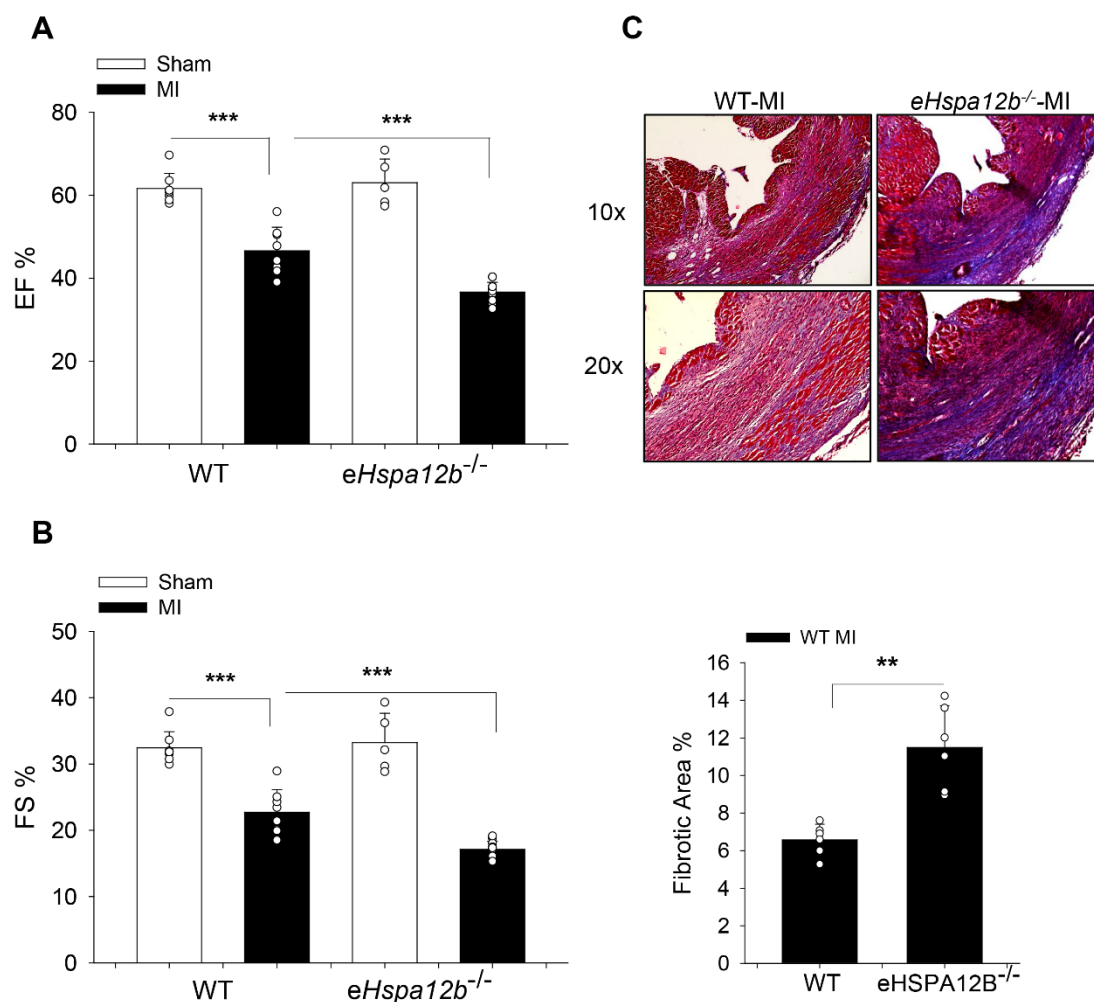 A
Sham
MI
80
60
40
20
0
EF %
***
***
WT
eHspa12b-/-
C
WT-MI
eHspa12b-/--MI
10x
20x
B
Sham
MI
50
40
30
20
10
0
FS %
***
***
WT
eHspa12b-/-
WT MI
16
14
12
10
8
6
4
2
0
Fibrotic Area %
**
WT
eHSPA12B-/-